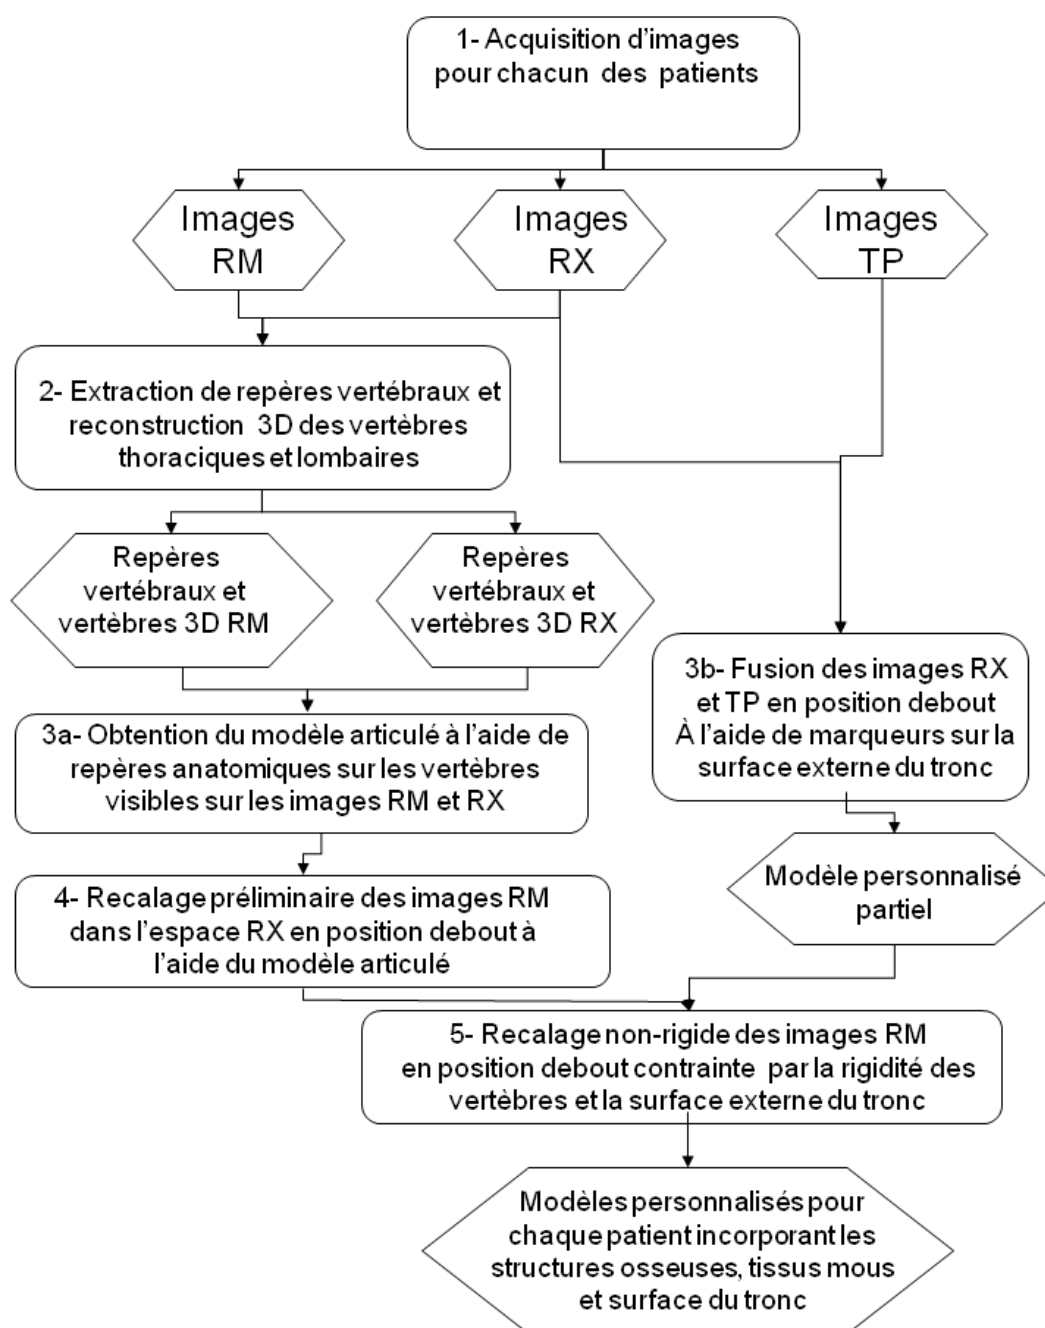 1- Acquisition d'images
pour chacun des patients
Images
RM
Images
RX
Images
TP
2- Extraction de repères vertébraux et
reconstruction 3D des vertèbres
thoraciques et lombaires
Repères
vertébraux et
vertèbres 3D RM
Repères
vertébraux et
vertèbres 3D RX
3b- Fusion des images RX
et TP en position debout
À l'aide de marqueurs sur la
surface externe du tronc
3a- Obtention du modèle articulé à l'aide de
repères anatomiques sur les vertèbres
visibles sur les images RM et RX
Modèle personnalisé
partiel
4- Recalage préliminaire des images RM
dans l'espace RX en position debout à
l'aide du modèle articulé
5- Recalage non-rigide des images RM
en position debout contrainte par la rigidité des
vertèbres et la surface externe du tronc
Modèles personnalisés pour
chaque patient incorporant les
structures osseuses, tissus mous
et surface du tronc